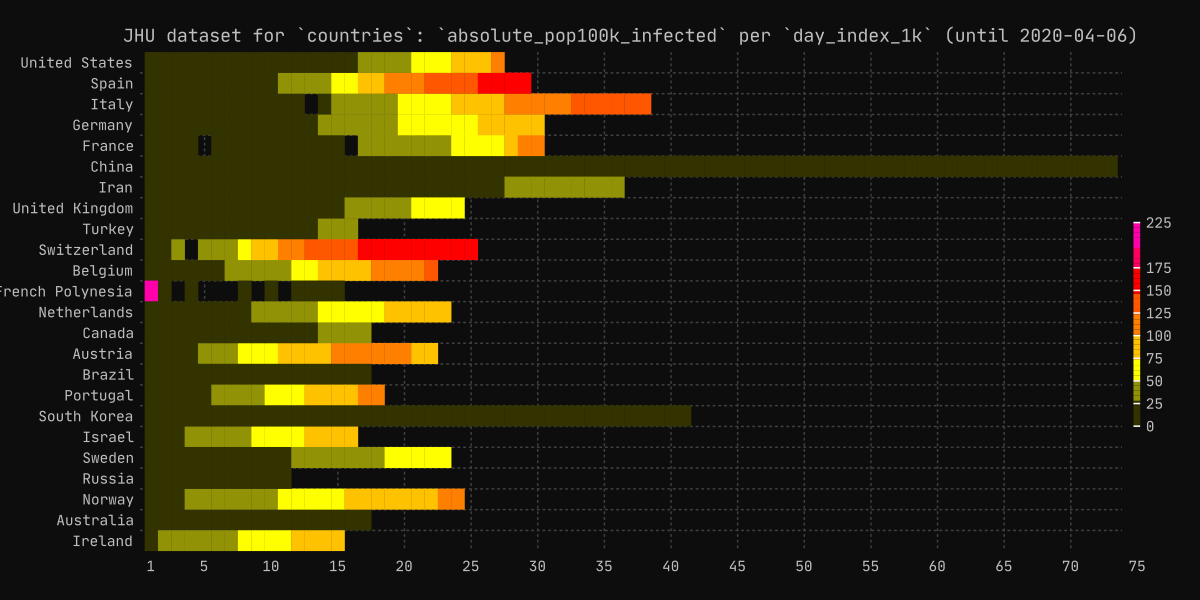 JHU dataset for `countries`: `absolute_pop100k_infected` per `day_index_1k` (until 2020-04-06)
United States
Spain
Italy
Germany
France
China
Iran
United Kingdom
Turkey
Switzerland
Belgium
French Polynesia
Netherlands
Canada
Austria
Brazil
Portugal
South Korea
Israel
Sweden
Russia
Norway
Australia
Ireland
225
175
150
125
100
75
50
25
0
1 5 10 15 20 25 30 35 40 45 50 55 60 65 70 75